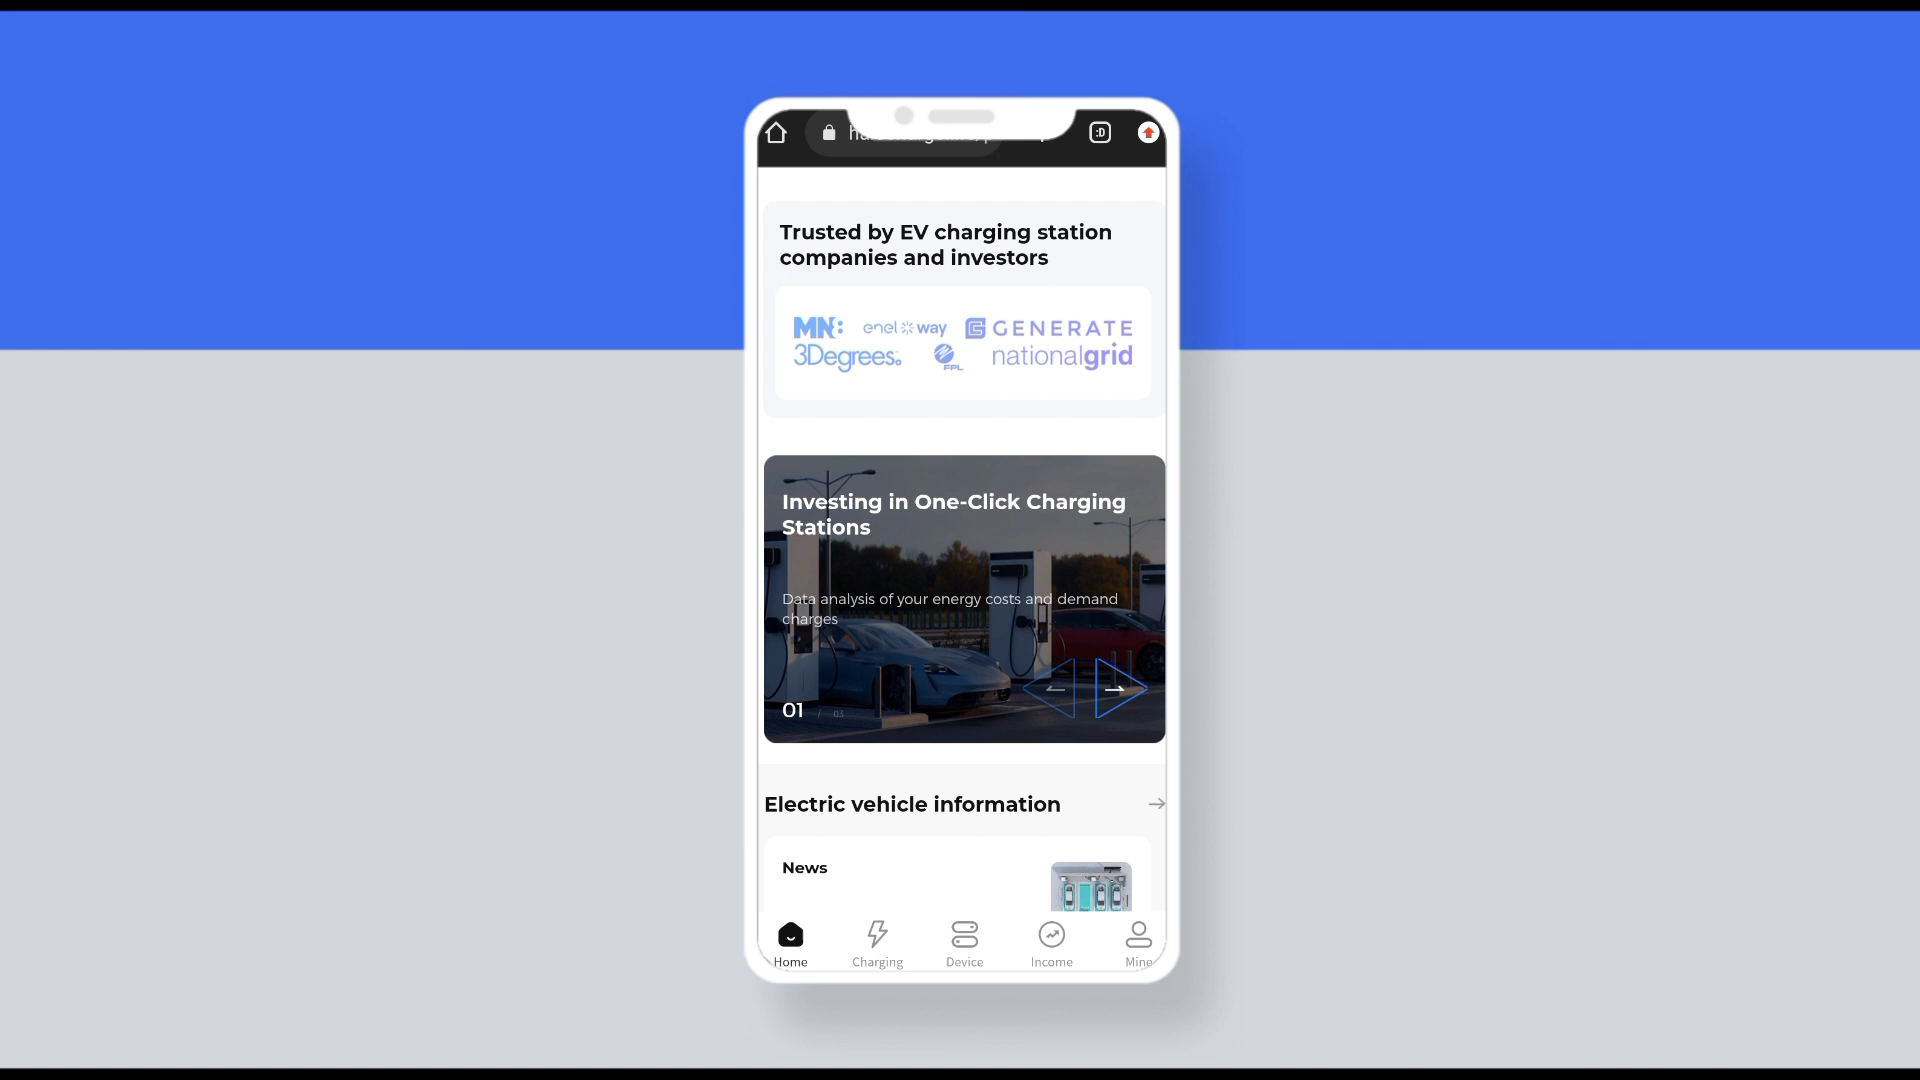 :D
Trusted by EV charging station
companies and investors
MN:
enel way
GENERATE
3Degrees
FPL
nationalgrid
Investing in One-Click Charging
Stations
Data analysis of your energy costs and demand
charges
01 / 03
Electric vehicle information
News
Home
Charging
Device
Income
Mine